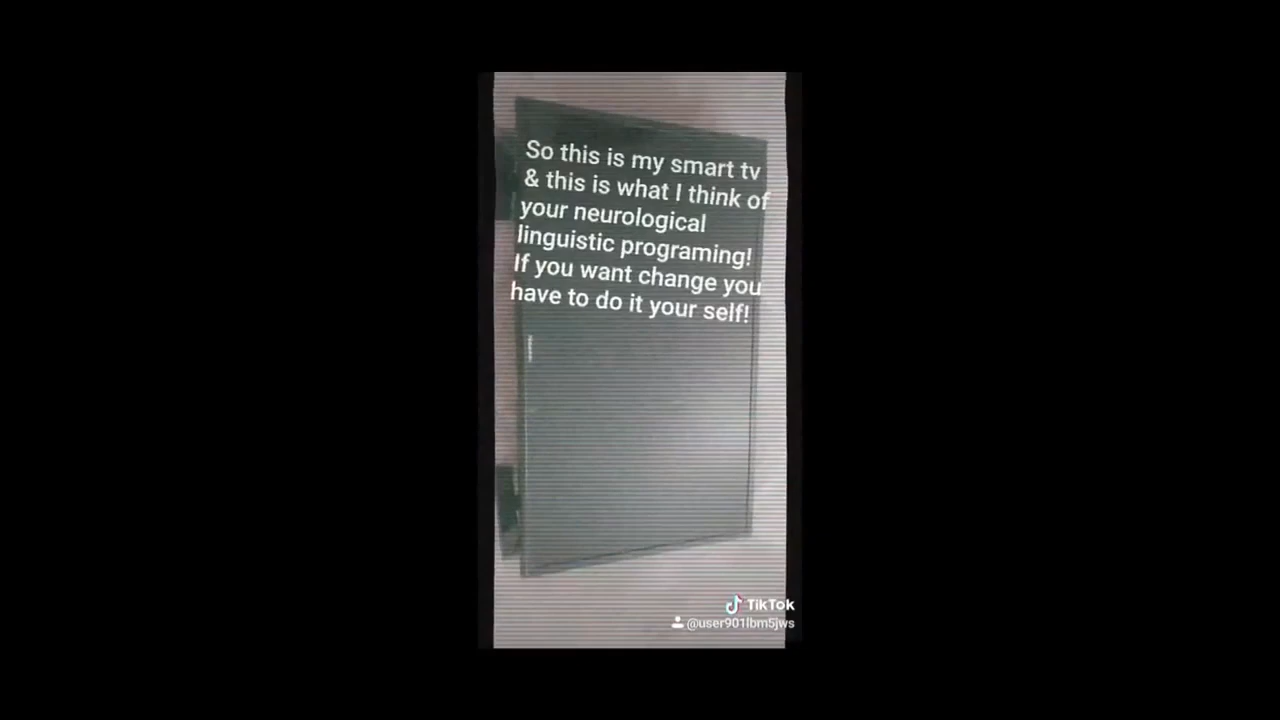 So this is my smart tv
& this is what I think of
your neurological
linguistic programing!
If you want change you
have to do it your self!
TikTok
@user901lbm5jws